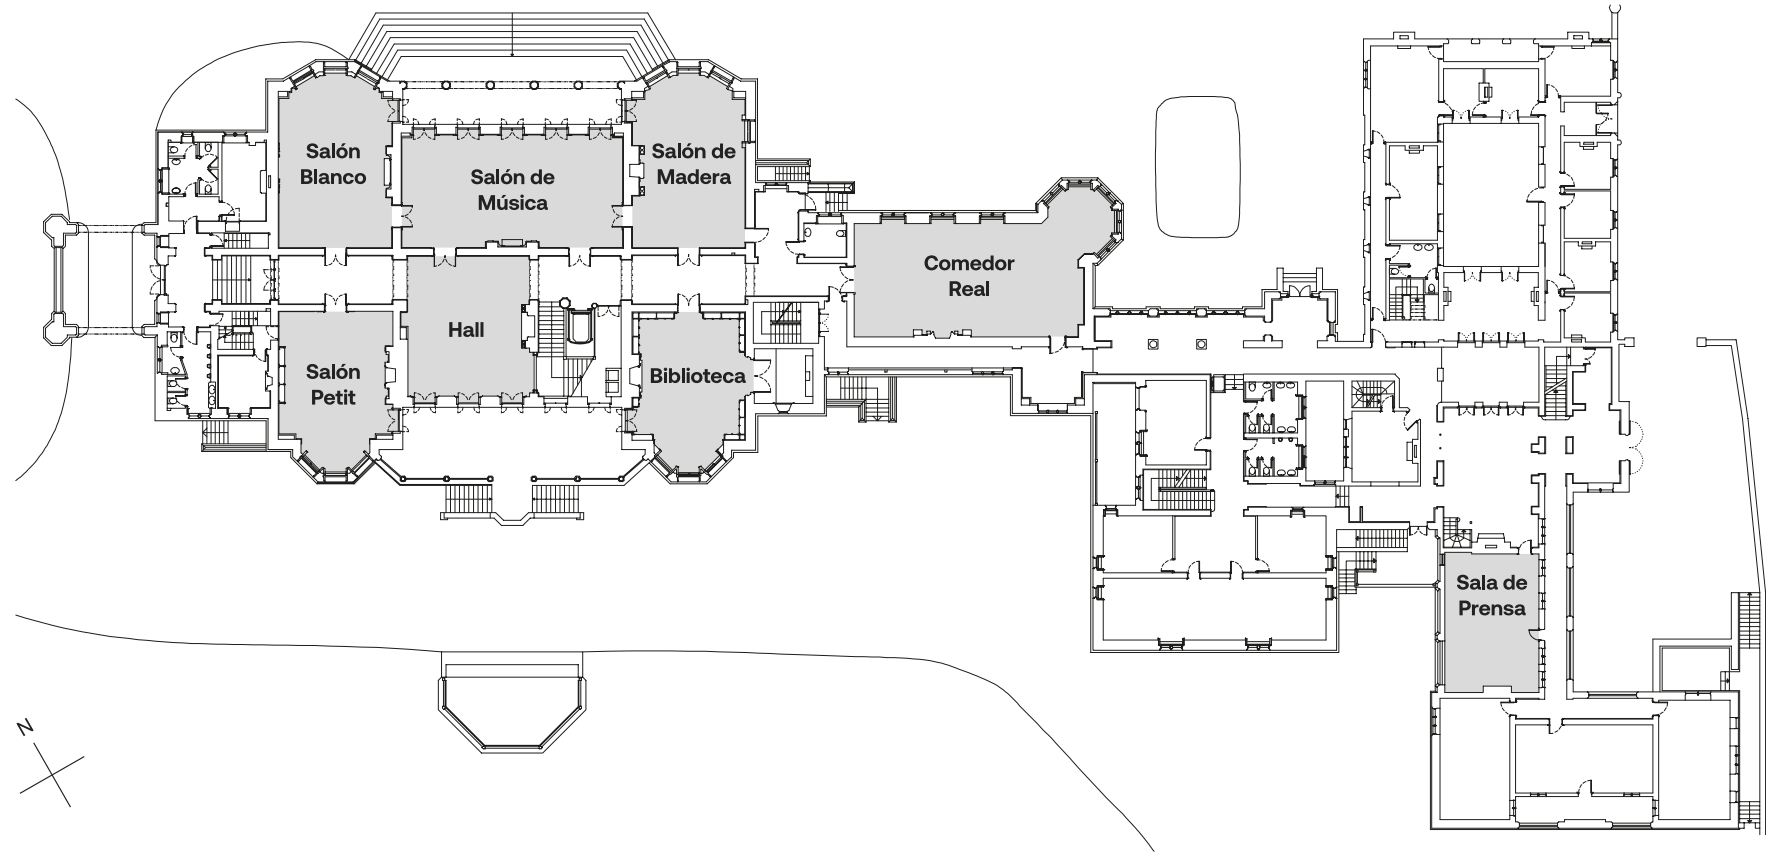 Salón
Blanco
Salón de
Música
Salón de
Madera
Comedor
Real
Hall
Salón
Petit
Biblioteca
Sala de
Prensa
N